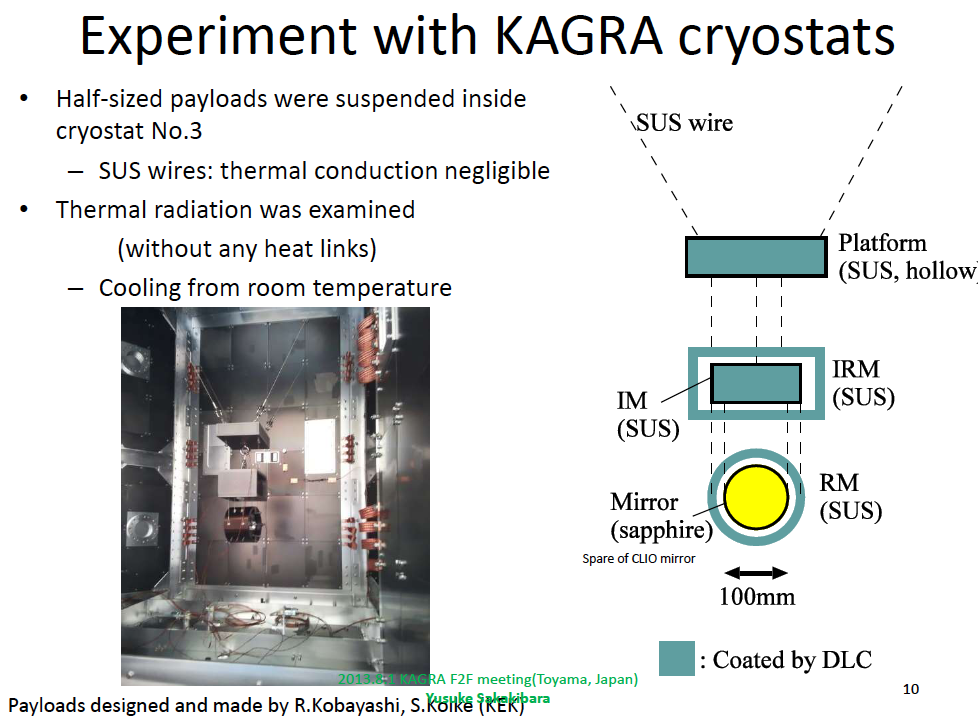 Experiment with KAGRA cryostats
• Half-sized payloads were suspended inside
cryostat No.3
– SUS wires: thermal conduction negligible
• Thermal radiation was examined
(without any heat links)
– Cooling from room temperature
SUS wire
Platform
(SUS, hollow)
IRM
(SUS)
IM
(SUS)
RM
(SUS)
Mirror
(sapphire)
Spare of CLIO mirror
100mm
: Coated by DLC
2013.8.1 KAGRA F2F meeting(Toyama, Japan)
Yusuke Sakakibara
10
Payloads designed and made by R.Kobayashi, S.Koike (KEK)